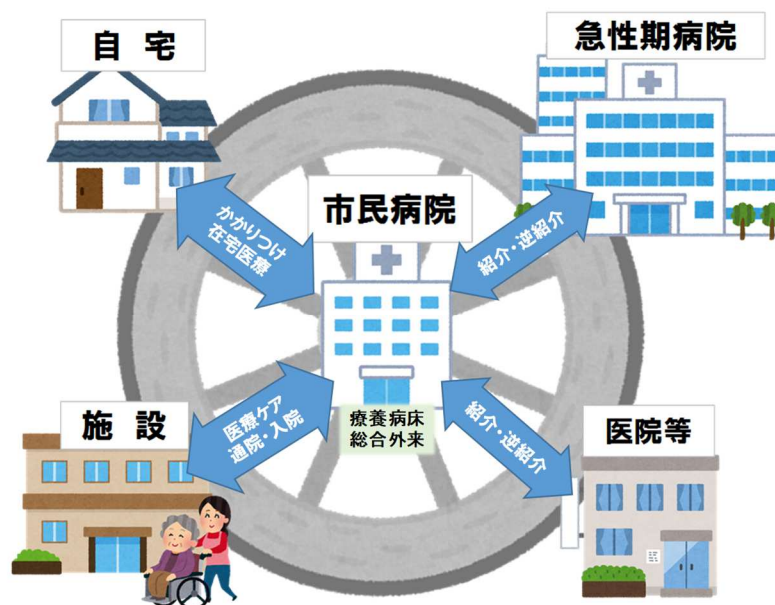 自宅
急性期病院
市民病院
かかりつけ
在宅医療
紹介・逆紹介
施設
医療ケア
通院・入院
療養病床
総合外来
紹介・逆紹介
医院等